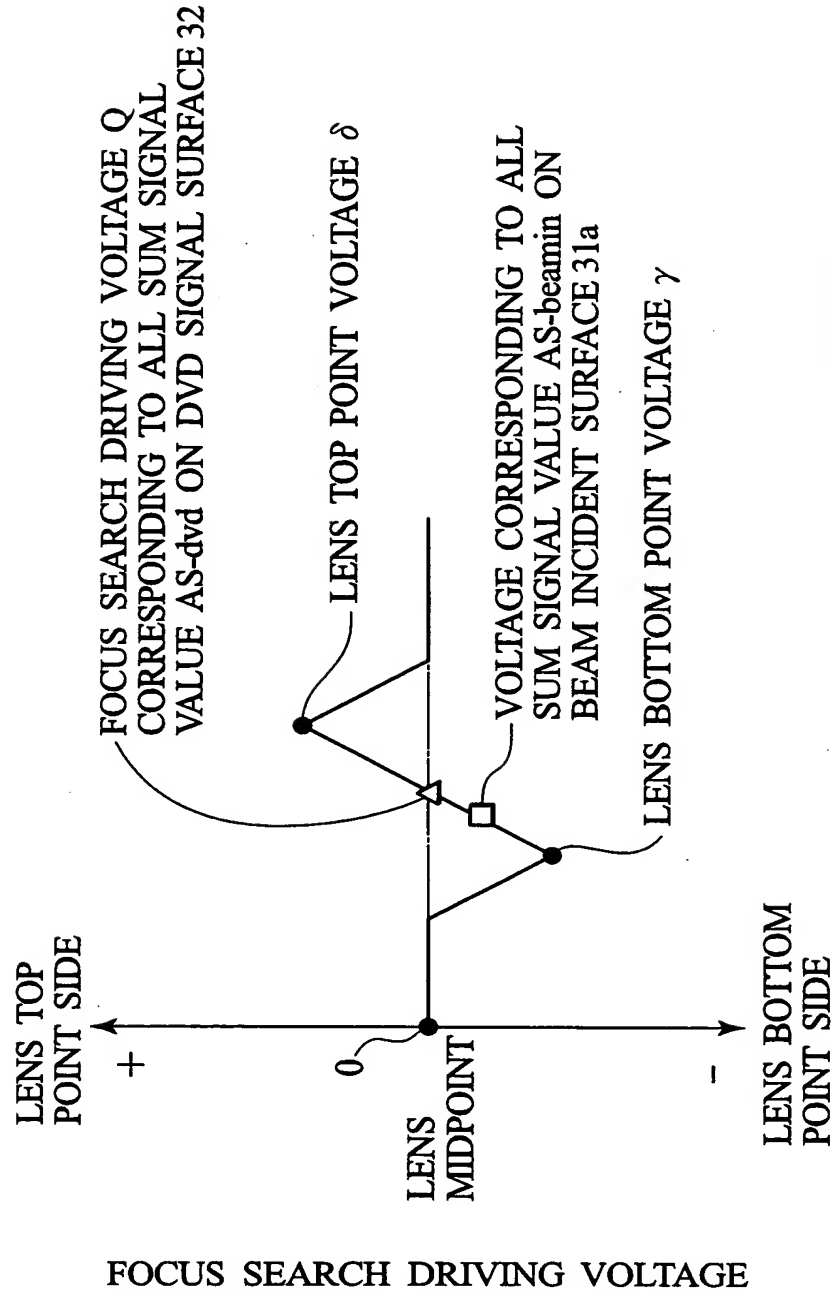 LENS TOP
POINT SIDE
+
0
LENS
MIDPOINT
-
LENS BOTTOM
POINT SIDE
FOCUS SEARCH DRIVING VOLTAGE Q
CORRESPONDING TO ALL SUM SIGNAL
VALUE AS-dvd ON DVD SIGNAL SURFACE 32
LENS TOP POINT VOLTAGE δ
VOLTAGE CORRESPONDING TO ALL
SUM SIGNAL VALUE AS-beamin ON
BEAM INCIDENT SURFACE 31a
LENS BOTTOM POINT VOLTAGE γ
FOCUS SEARCH DRIVING VOLTAGE